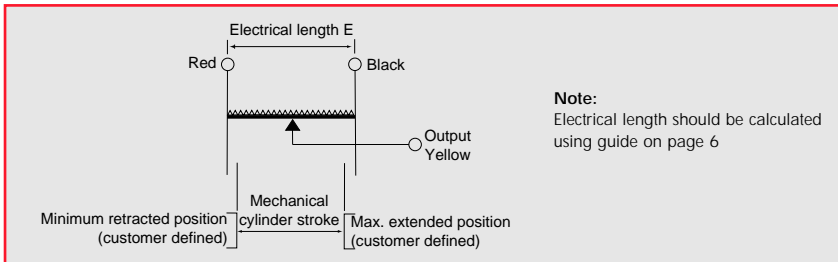 Electrical length E
Red
Black
Note:
Electrical length should be calculated
using guide on page 6
Output
Yellow
Mechanical
cylinder stroke
Minimum retracted position
(customer defined)
Max. extended position
(customer defined)